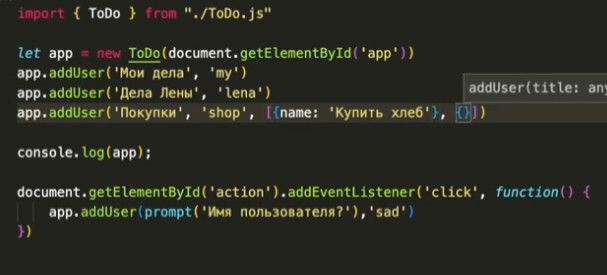 import { ToDo } from "./ToDo.js"
let app = new ToDo(document.getElementById('app'))
app.addUser('Мои дела', 'my')
app.addUser('Дела Лены', 'lena')
addUser(title: any
app.addUser('Покупки', 'shop', [{name: 'Купить хлеб'}, {}])
console.log(app);
document.getElementById('action').addEventListener('click', function() {
app.addUser(prompt('Имя пользователя?'),'sad')
})